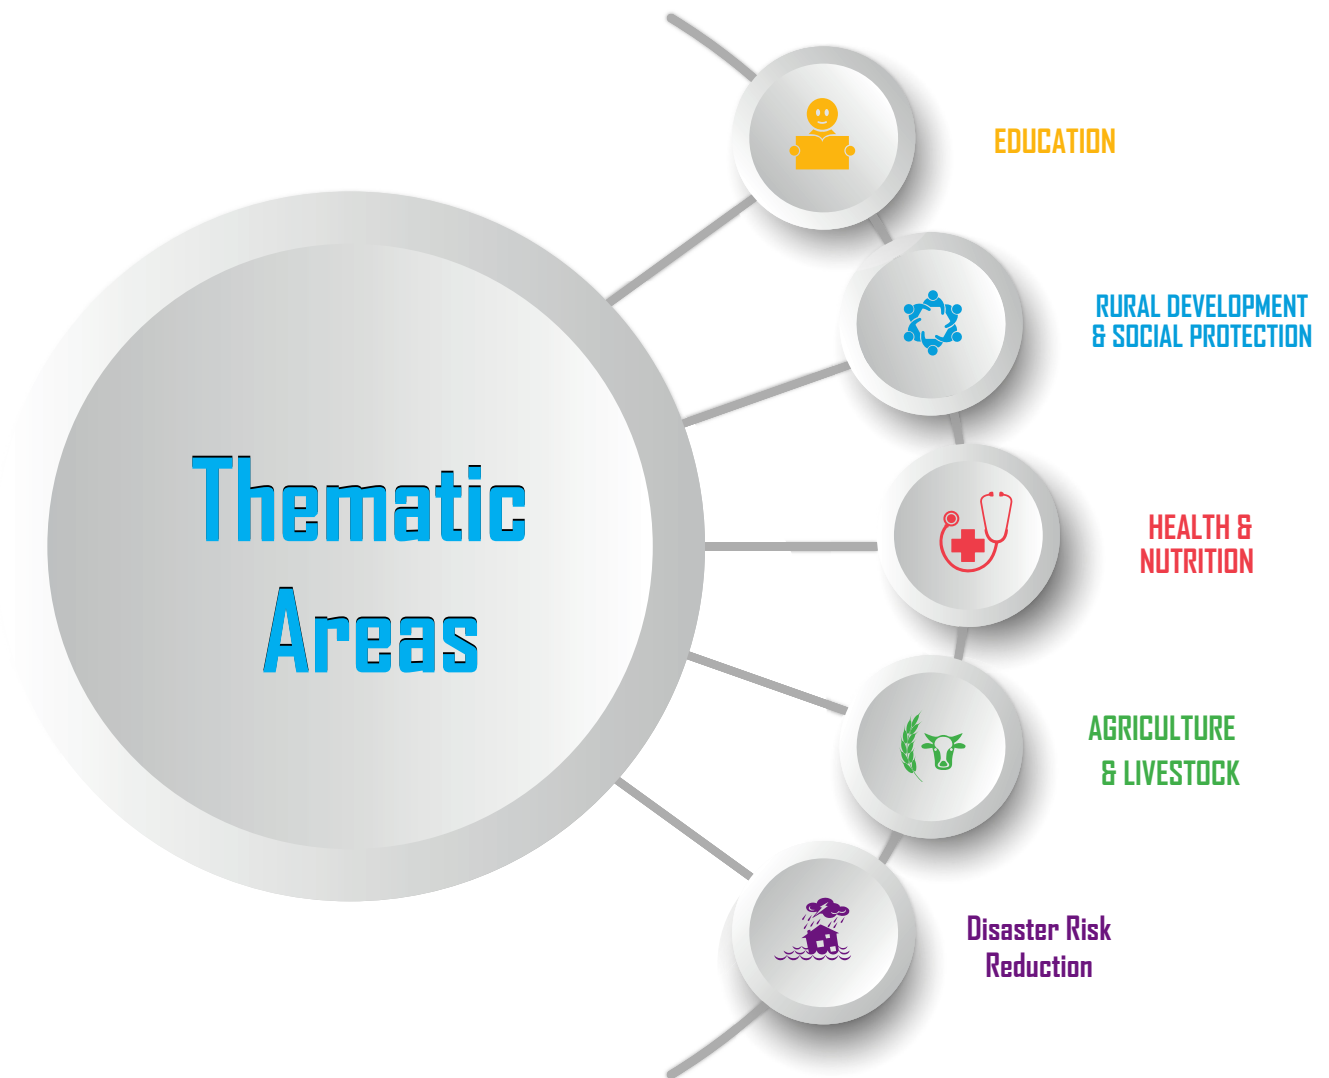 Thematic
Areas
EDUCATION
RURAL DEVELOPMENT
& SOCIAL PROTECTION
HEALTH &
NUTRITION
AGRICULTURE
& LIVESTOCK
Disaster Risk
Reduction